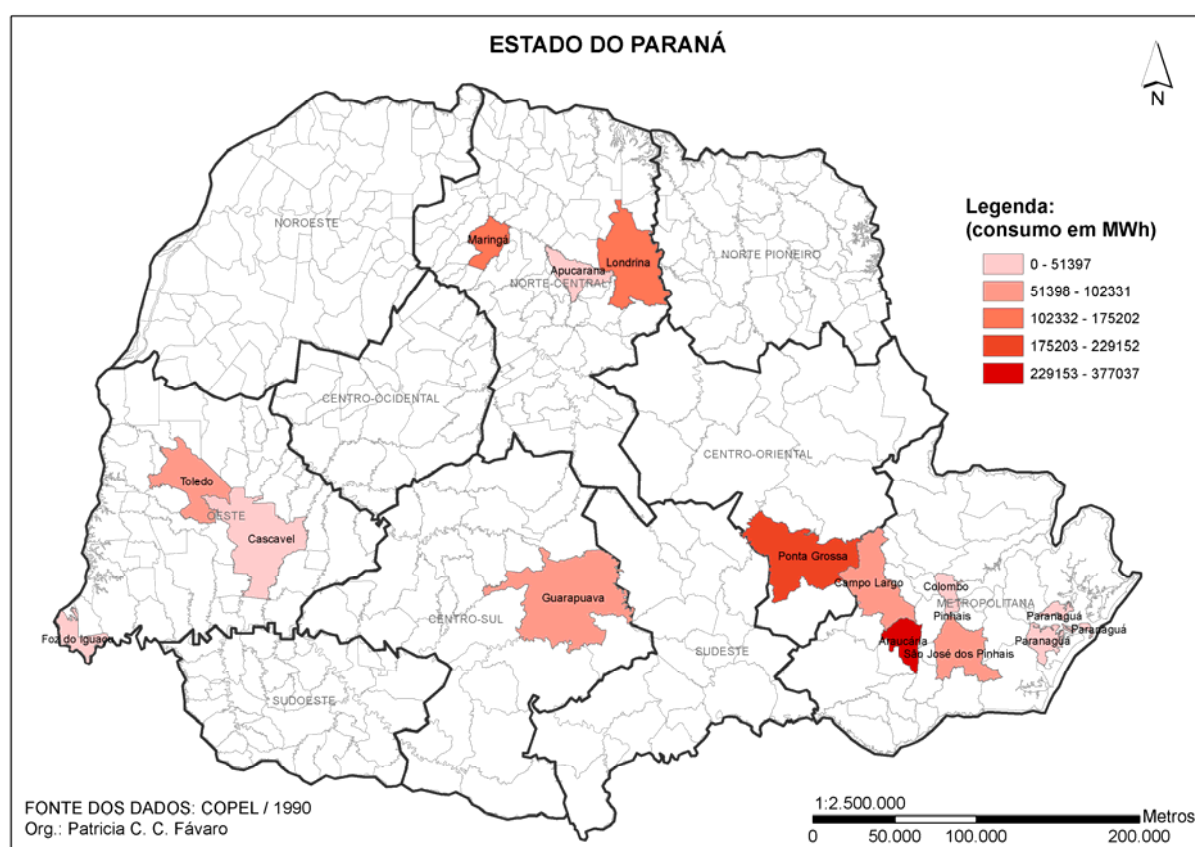 ESTADO DO PARANÁ
N
NOROESTE
Maringá
Apucarana
NORTE-CENTRAL
Londrina
NORTE PIONEIRO
Legenda:
(consumo em MWh)
0 - 51397
51398 - 102331
102332 - 175202
175203 - 229152
229153 - 377037
CENTRO-OCIDENTAL
CENTRO-ORIENTAL
Toledo
OESTE
Cascavel
Ponta Grossa
Campo Largo
Colombo
METROPOLITANA
Pinhais
Paranaguá
Paranaguá
Paranaguá
Guarapuava
CENTRO-SUL
Foz do Iguaçu
Araucária
São José dos Pinhais
SUDESTE
SUDOESTE
FONTE DOS DADOS: COPEL / 1990
Org.: Patricia C. C. Fávaro
1:2.500.000
Metros
0 50.000 100.000 200.000